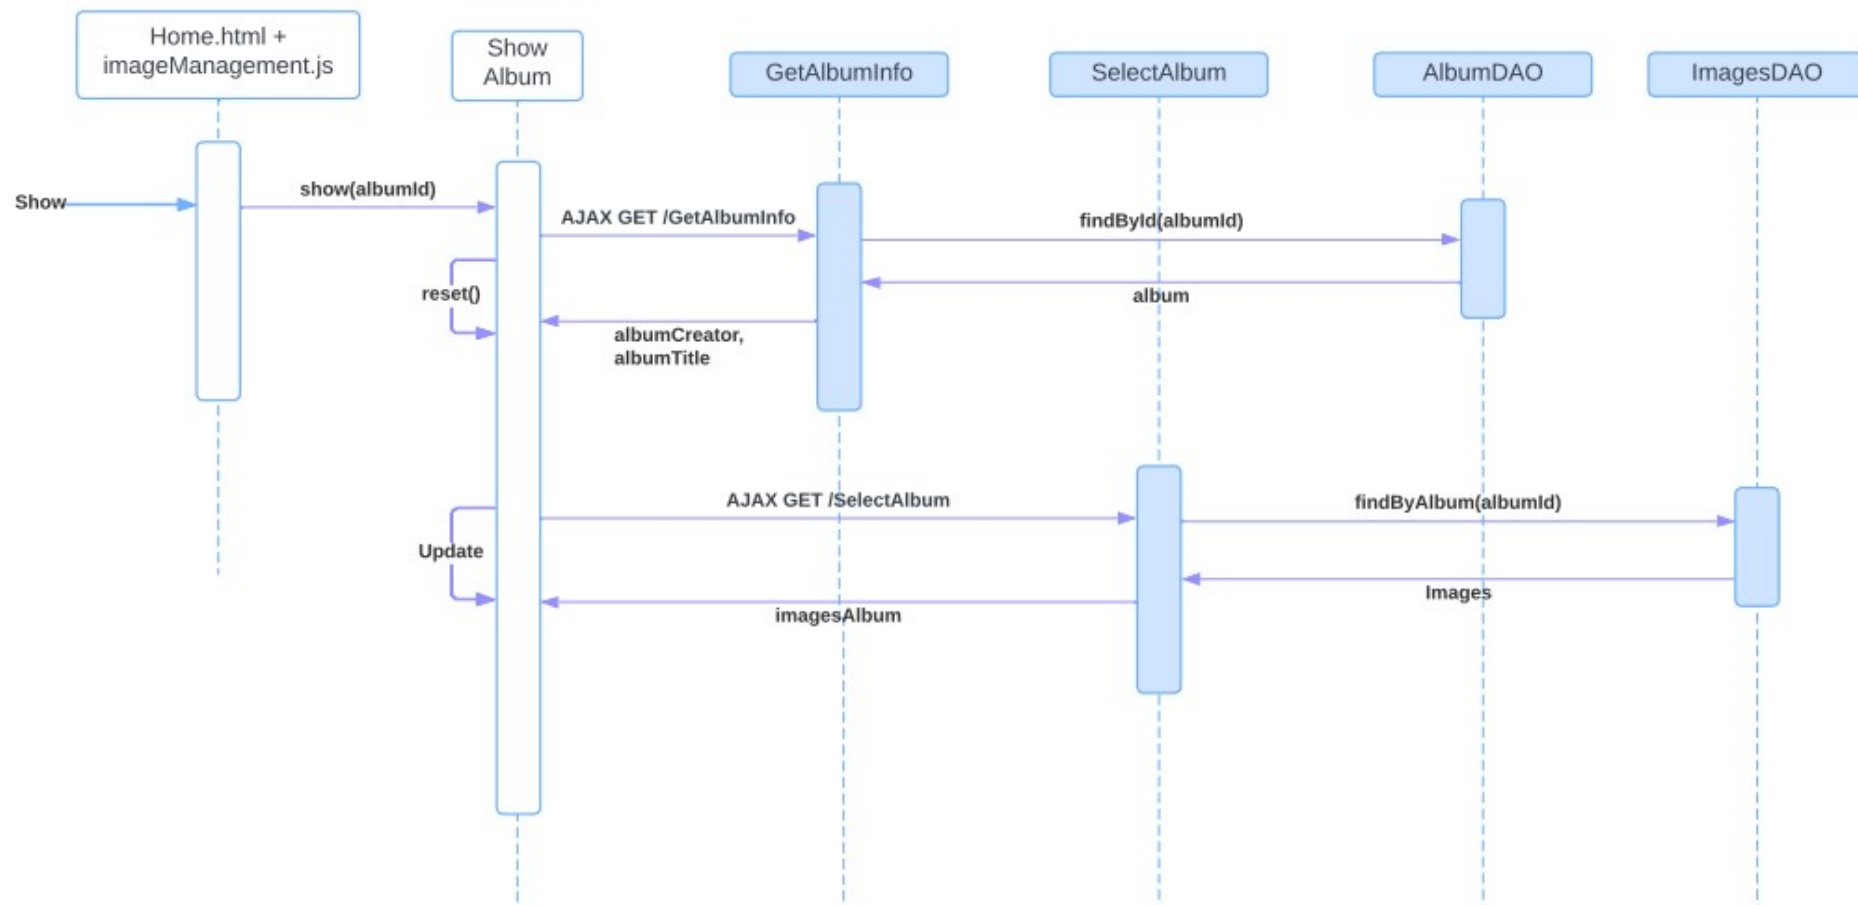 Home.html +
imageManagement.js
Show
Album
GetAlbumInfo
SelectAlbum
AlbumDAO
ImagesDAO
Show
show(albumId)
AJAX GET /GetAlbumInfo
findById(albumId)
reset()
album
albumCreator,
albumTitle
AJAX GET /SelectAlbum
findByAlbum(albumId)
Update
Images
imagesAlbum